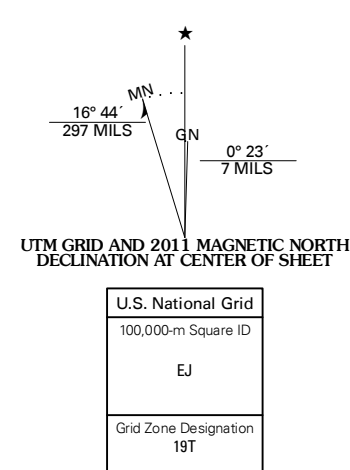 ★
MN
16° 44´
297 MILS
GN
0° 23´
7 MILS
UTM GRID AND 2011 MAGNETIC NORTH
DECLINATION AT CENTER OF SHEET
U.S. National Grid
100,000-m Square ID
EJ
Grid Zone Designation
19T